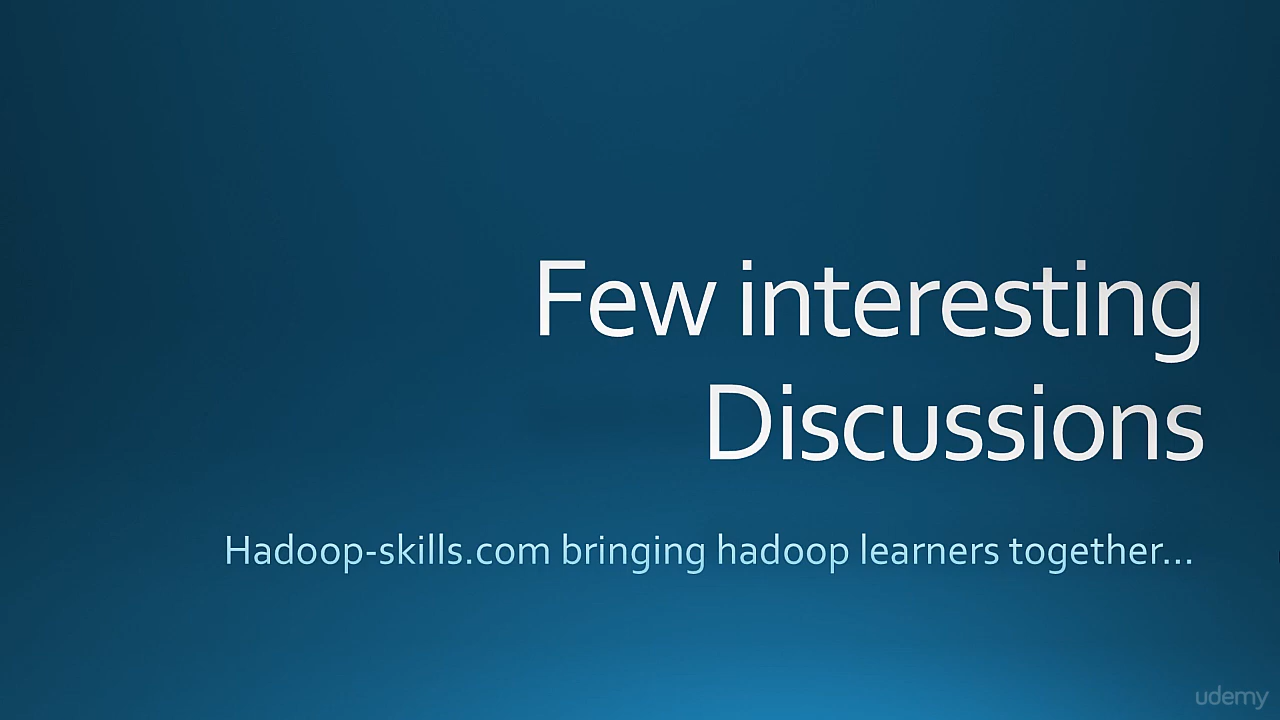 Few interesting
Discussions
Hadoop-skills.com bringing hadoop learners together...
udemy